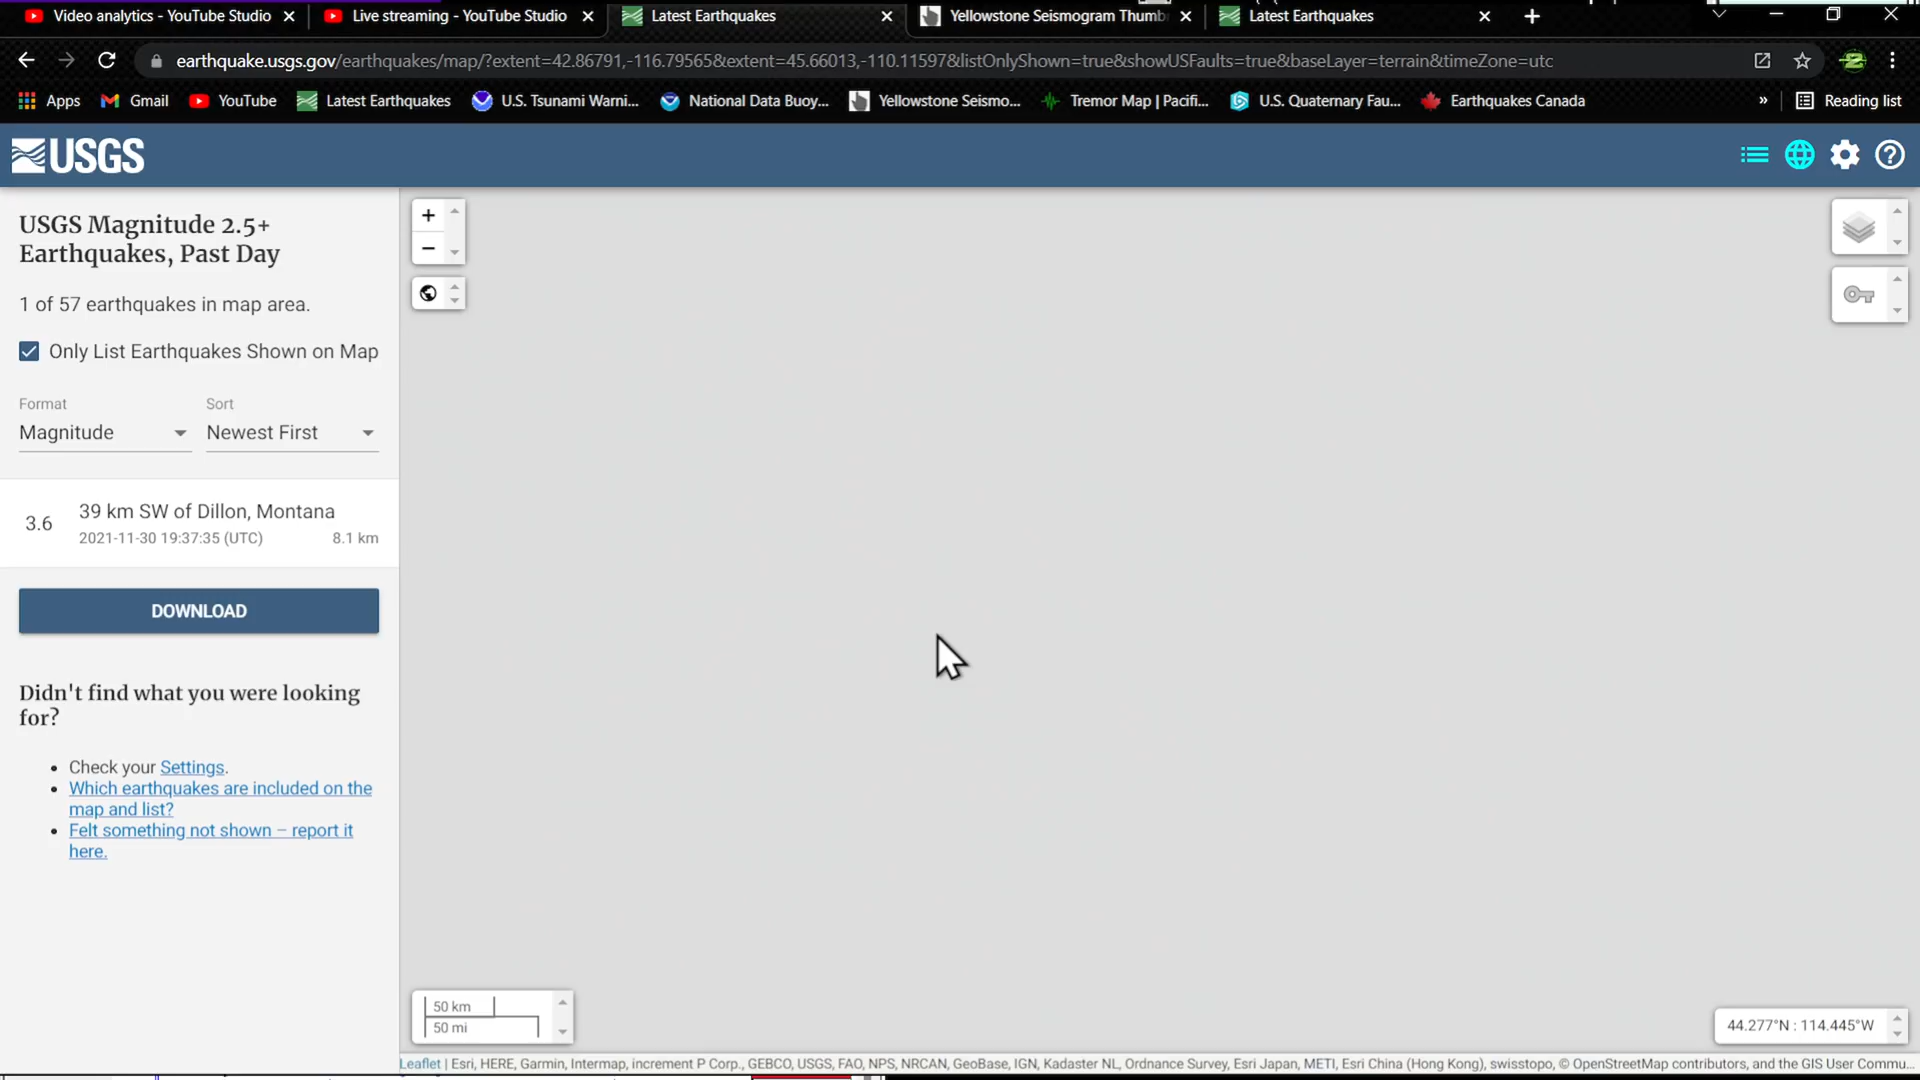 Video analytics - YouTube Studio
Live streaming - YouTube Studio
Latest Earthquakes
Yellowstone Seismogram Thumb
Latest Earthquakes
earthquake.usgs.gov/earthquakes/map/?extent=42.86791,-116.79565&extent=45.66013,-110.11597&listOnlyShown=true&showUSFaults=true&baseLayer=terrain&timeZone=utc
Apps
Gmail
YouTube
Latest Earthquakes
U.S. Tsunami Warni...
National Data Buoy...
Yellowstone Seismo...
Tremor Map | Pacifi...
U.S. Quaternary Fau...
Earthquakes Canada
»
Reading list
USGS
USGS Magnitude 2.5+
Earthquakes, Past Day
1 of 57 earthquakes in map area.
Only List Earthquakes Shown on Map
Format
Sort
Magnitude
Newest First
3.6
39 km SW of Dillon, Montana
2021-11-30 19:37:35 (UTC)
8.1 km
DOWNLOAD
Didn't find what you were looking
for?
• Check your Settings.
• Which earthquakes are included on the
map and list?
• Felt something not shown – report it
here.
+
−
50 km
50 mi
44.277°N : 114.445°W
Leaflet | Esri, HERE, Garmin, Intermap, increment P Corp., GEBCO, USGS, FAO, NPS, NRCAN, GeoBase, IGN, Kadaster NL, Ordnance Survey, Esri Japan, METI, Esri China (Hong Kong), swisstopo, © OpenStreetMap contributors, and the GIS User Commu...